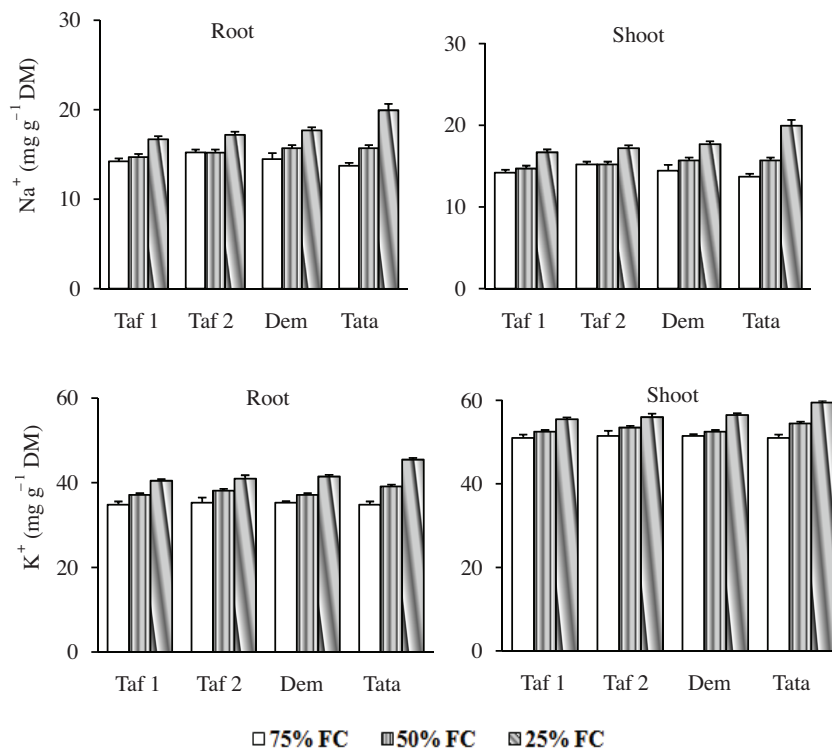 Root
Na⁺ (mg g⁻¹ DM)
30
20
10
0
Taf 1 Taf 2 Dem Tata
Shoot
30
20
10
0
Taf 1 Taf 2 Dem Tata
Root
K⁺ (mg g⁻¹ DM)
60
40
20
0
Taf 1 Taf 2 Dem Tata
Shoot
60
40
20
0
Taf 1 Taf 2 Dem Tata
75% FC 50% FC 25% FC